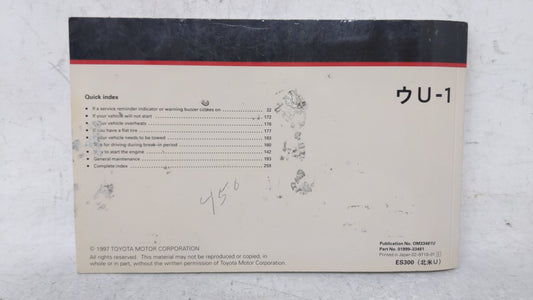 Quick index
ウU-1
• If a service reminder indicator or warning buzzer comes on 32
• If your vehicle will not start 172
• If your vehicle overheats 176
• If you have a flat tire 177
• If your vehicle needs to be towed 183
• Tips for driving during break-in period 160
• How to start the engine 142
• General maintenance 193
• Complete index 259
450
© 1997 TOYOTA MOTOR CORPORATION
All rights reserved. This material may not be reproduced or copied, in
whole or in part, without the written permission of Toyota Motor Corporation.
Publication No.
Part No. 01999-33481
Printed in Japan
ES300 (北米U)